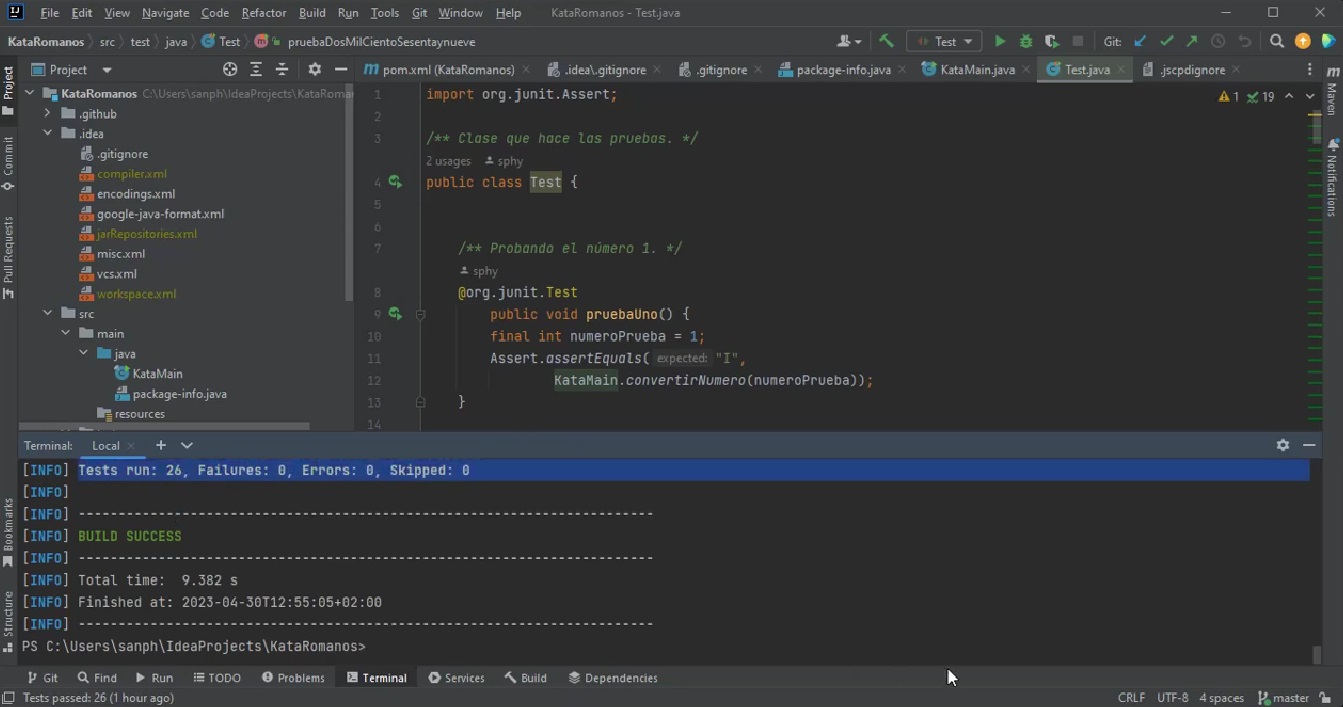 File Edit View Navigate Code Refactor Build Run Tools Git Window Help KataRomanos - Test.java
KataRomanos src test java Test pruebaDosMilCientoSesentaynueve Test Git:
Project
Project
pom.xml (KataRomanos) .idea\.gitignore .gitignore package-info.java KataMain.java Test.java .jscpdignore
Maven
Notifications
Commit
Pull Requests
Bookmarks
Structure
KataRomanos C:\Users\sanph\IdeaProjects\KataRomar
.github
.idea
.gitignore
compiler.xml
encodings.xml
google-java-format.xml
jarRepositories.xml
misc.xml
vcs.xml
workspace.xml
src
main
java
KataMain
package-info.java
resources
1 import org.junit.Assert;
1 19
2
3 /** Clase que hace las pruebas. */
2 usages sphy
4 public class Test {
5
6
7 /** Probando el número 1. */
sphy
8 @org.junit.Test
9 public void pruebaUno() {
10 final int numeroPrueba = 1;
11 Assert.assertEquals( expected: "I",
12 KataMain.convertirNumero(numeroPrueba));
13 }
14
Terminal: Local
[INFO] Tests run: 26, Failures: 0, Errors: 0, Skipped: 0
[INFO]
[INFO] ------------------------------------------------------------------------
[INFO] BUILD SUCCESS
[INFO] ------------------------------------------------------------------------
[INFO] Total time:  9.382 s
[INFO] Finished at: 2023-04-30T12:55:05+02:00
[INFO] ------------------------------------------------------------------------
PS C:\Users\sanph\IdeaProjects\KataRomanos>
Git Find Run TODO Problems Terminal Services Build Dependencies
Tests passed: 26 (1 hour ago) CRLF UTF-8 4 spaces master